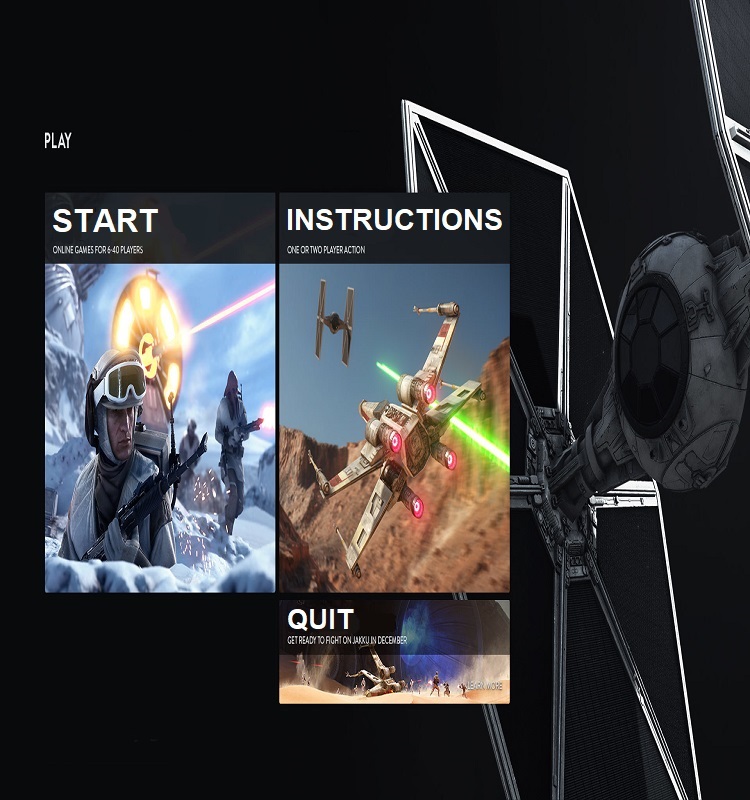 PLAY
START
ONLINE GAMES FOR 6-40 PLAYERS
INSTRUCTIONS
ONE OR TWO PLAYER ACTION
QUIT
GET READY TO FIGHT ON JAKKU IN DECEMBER
LEARN MORE